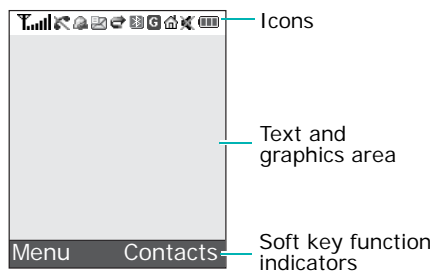 Icons
Text and
graphics area
Menu Contacts
Soft key function
indicators